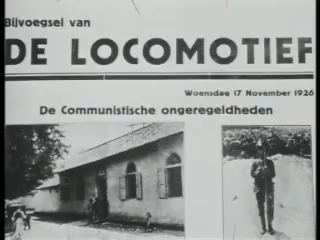 Bijvoegsel van
DE LOCOMOTIEF
Woensdag 17 November 1926
De Communistische ongeregeldheden